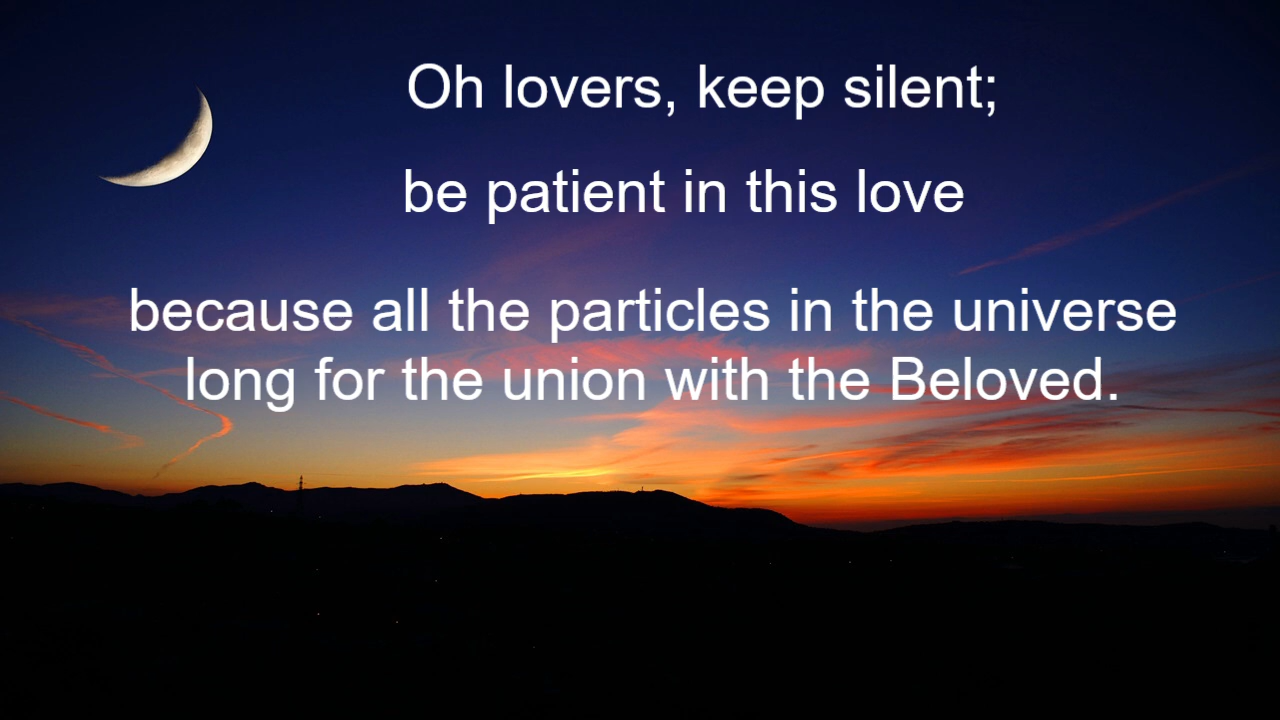 Oh lovers, keep silent;
be patient in this love
because all the particles in the universe
long for the union with the Beloved.